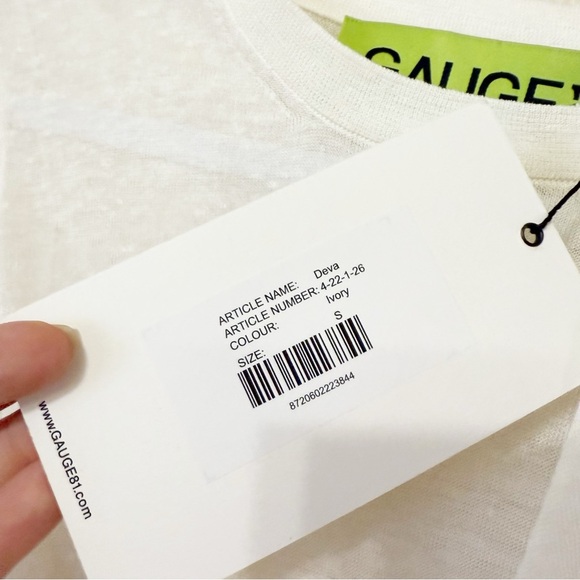 GAUGE
ARTICLE NAME: Deva
ARTICLE NUMBER: 4-22-1-26
COLOUR: Ivory
SIZE: S
8720602223844
www.GAUGE81.com